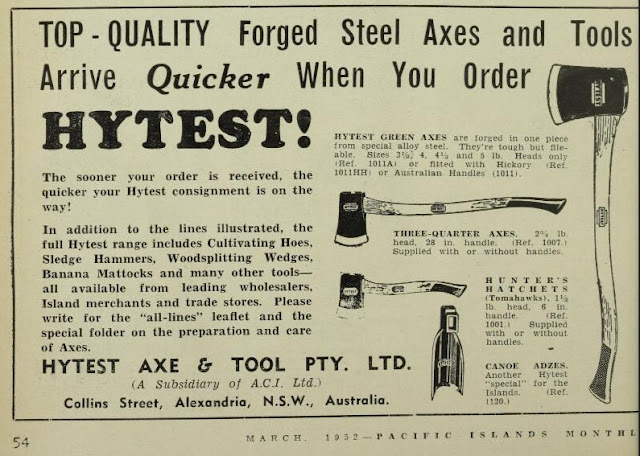 TOP - QUALITY Forged Steel Axes and Tools
Arrive Quicker When You Order
HYTEST!
The sooner your order is received, the
quicker your Hytest consignment is on the
way!
In addition to the lines illustrated, the
full Hytest range includes Cultivating Hoes,
Sledge Hammers, Woodsplitting Wedges,
Banana Mattocks and many other tools—
all available from leading wholesalers,
Island merchants and trade stores. Please
write for the "all-lines" leaflet and the
special folder on the preparation and care
of Axes.
HYTEST AXE & TOOL PTY. LTD.
(A Subsidiary of A.C.I. Ltd.)
Collins Street, Alexandria, N.S.W., Australia.
HYTEST GREEN AXES are forged in one piece
from special alloy steel. They're tough but file-
able. Sizes 3½, 4, 4½ and 5 lb. Heads only
(Ref. 1011A) or fitted with Hickory (Ref.
1011HH) or Australian Handles (1011).
THREE-QUARTER AXES. 2¾ lb.
head, 28 in. handle. (Ref. 1007.)
Supplied with or without handles.
HUNTER'S
HATCHETS
(Tomahawks), 1½
lb. head, 6 in.
handle. (Ref.
1001.) Supplied
with or without
handles.
CANOE ADZES.
Another Hytest
"special" for the
Islands. (Ref.
120.)
HYTEST
54
MARCH, 1952—PACIFIC ISLANDS MONTHL